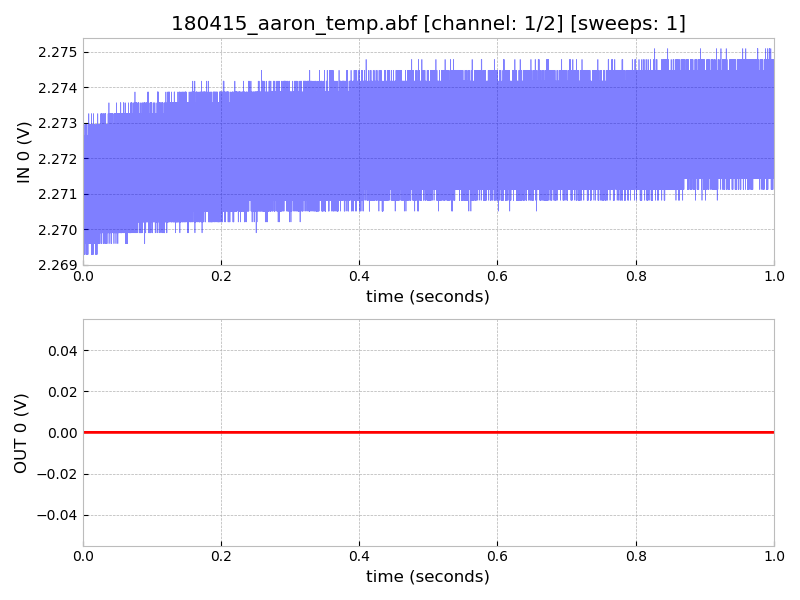 180415_aaron_temp.abf [channel: 1/2] [sweeps: 1]
IN 0 (V)
2.275
2.274
2.273
2.272
2.271
2.270
2.269
0.0 0.2 0.4 0.6 0.8 1.0
time (seconds)
OUT 0 (V)
0.04
0.02
0.00
−0.02
−0.04
0.0 0.2 0.4 0.6 0.8 1.0
time (seconds)